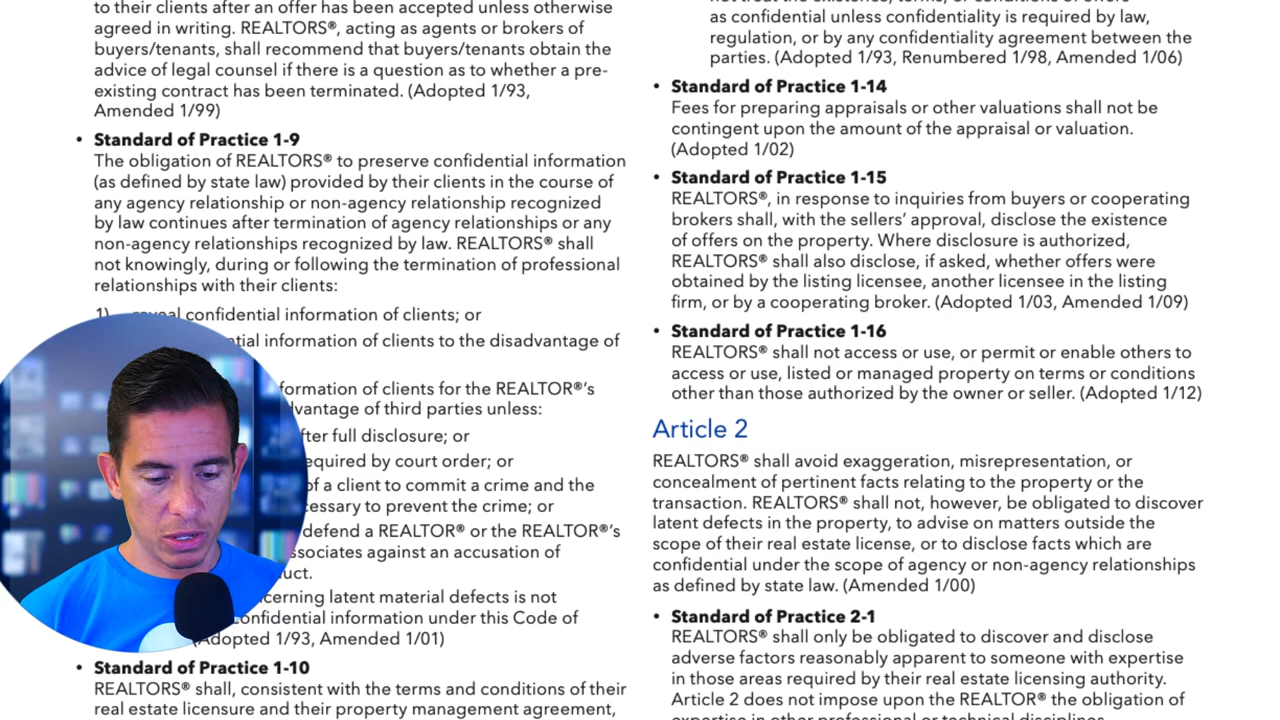 to their clients after an offer has been accepted unless otherwise
agreed in writing. REALTORS®, acting as agents or brokers of
buyers/tenants, shall recommend that buyers/tenants obtain the
advice of legal counsel if there is a question as to whether a pre-
existing contract has been terminated. (Adopted 1/93,
Amended 1/99)
• Standard of Practice 1-9
The obligation of REALTORS® to preserve confidential information
(as defined by state law) provided by their clients in the course of
any agency relationship or non-agency relationship recognized
by law continues after termination of agency relationships or any
non-agency relationships recognized by law. REALTORS® shall
not knowingly, during or following the termination of professional
relationships with their clients:
1) reveal confidential information of clients; or
information of clients to the disadvantage of
formation of clients for the REALTOR®'s
vantage of third parties unless:
after full disclosure; or
required by court order; or
of a client to commit a crime and the
cessary to prevent the crime; or
defend a REALTOR® or the REALTOR®'s
ssociates against an accusation of
uct.
cerning latent material defects is not
confidential information under this Code of
(Adopted 1/93, Amended 1/01)
• Standard of Practice 1-10
REALTORS® shall, consistent with the terms and conditions of their
real estate licensure and their property management agreement,
not treat the existence, terms, or conditions of offers
as confidential unless confidentiality is required by law,
regulation, or by any confidentiality agreement between the
parties. (Adopted 1/93, Renumbered 1/98, Amended 1/06)
• Standard of Practice 1-14
Fees for preparing appraisals or other valuations shall not be
contingent upon the amount of the appraisal or valuation.
(Adopted 1/02)
• Standard of Practice 1-15
REALTORS®, in response to inquiries from buyers or cooperating
brokers shall, with the sellers' approval, disclose the existence
of offers on the property. Where disclosure is authorized,
REALTORS® shall also disclose, if asked, whether offers were
obtained by the listing licensee, another licensee in the listing
firm, or by a cooperating broker. (Adopted 1/03, Amended 1/09)
• Standard of Practice 1-16
REALTORS® shall not access or use, or permit or enable others to
access or use, listed or managed property on terms or conditions
other than those authorized by the owner or seller. (Adopted 1/12)
Article 2
REALTORS® shall avoid exaggeration, misrepresentation, or
concealment of pertinent facts relating to the property or the
transaction. REALTORS® shall not, however, be obligated to discover
latent defects in the property, to advise on matters outside the
scope of their real estate license, or to disclose facts which are
confidential under the scope of agency or non-agency relationships
as defined by state law. (Amended 1/00)
• Standard of Practice 2-1
REALTORS® shall only be obligated to discover and disclose
adverse factors reasonably apparent to someone with expertise
in those areas required by their real estate licensing authority.
Article 2 does not impose upon the REALTOR® the obligation of
expertise in other professional or technical disciplines.